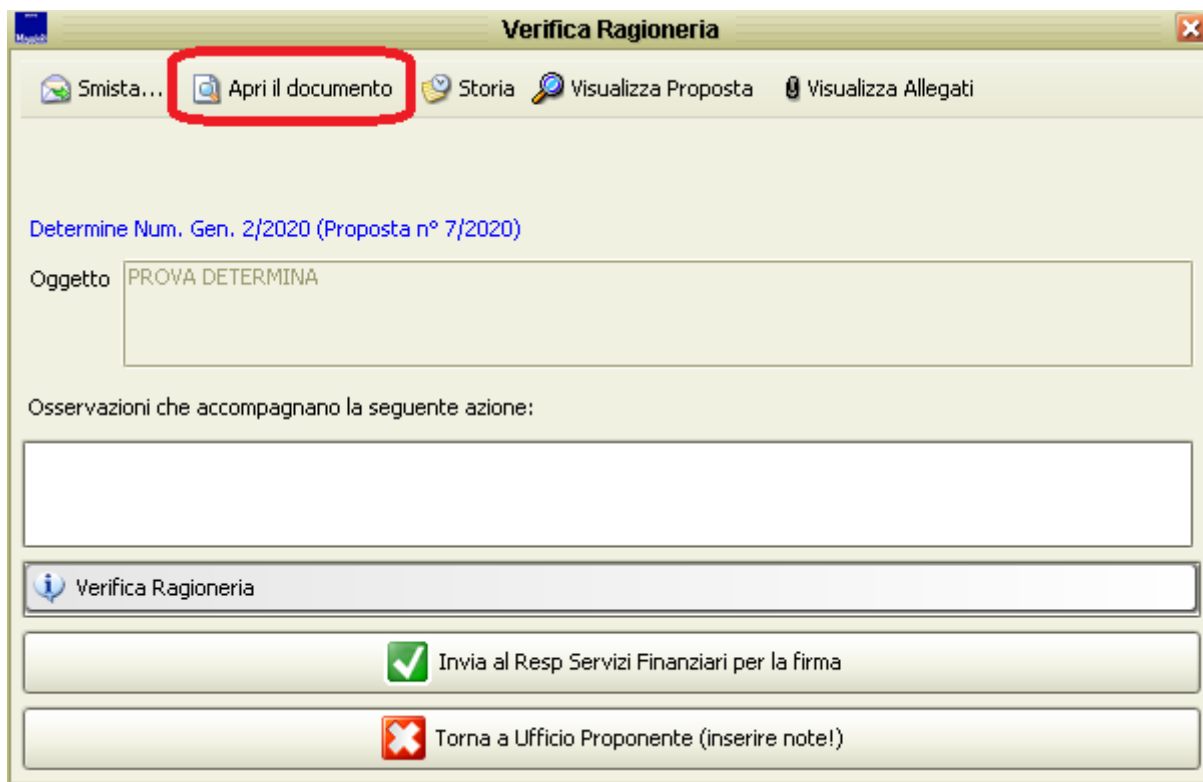 Verifica Ragioneria
Maggioli
Smista... Apri il documento Storia Visualizza Proposta Visualizza Allegati
Determine Num. Gen. 2/2020 (Proposta n° 7/2020)
Oggetto PROVA DETERMINA
Osservazioni che accompagnano la seguente azione:
Verifica Ragioneria
Invia al Resp Servizi Finanziari per la firma
Torna a Ufficio Proponente (inserire note!)